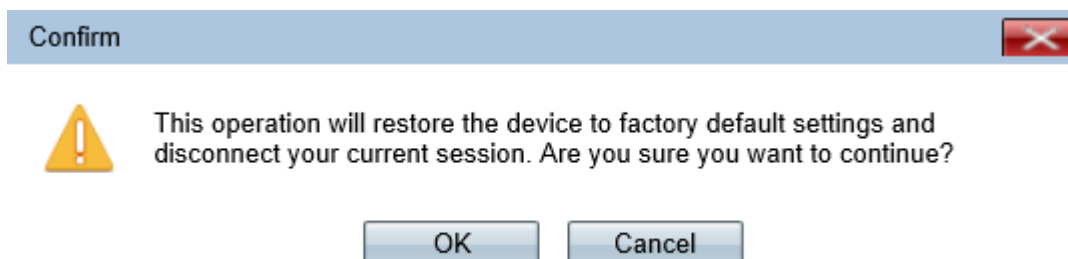 Confirm
This operation will restore the device to factory default settings and
disconnect your current session. Are you sure you want to continue?
OK Cancel